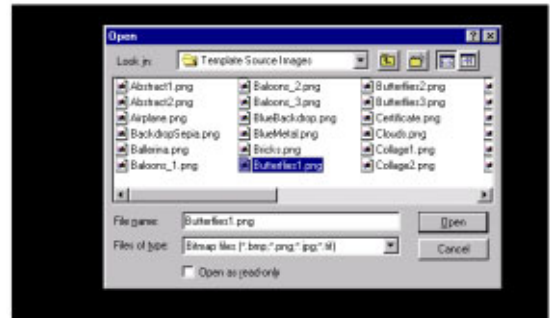 Open
Look in: Template Source Images
Abstract1.png
Abstract2.png
Airplane.png
BackdropSepia.png
Ballerina.png
Baloons_1.png
Baloons_2.png
Baloons_3.png
BlueBackdrop.png
BlueMetal.png
Bricks.png
Butterflies1.png
Butterflies2.png
Butterflies3.png
Certificate.png
Clouds.png
Collage1.png
Collage2.png
File name: Butterflies1.png
Open
Files of type: Bitmap files (*.bmp;*.png;*.jpg;*.tif)
Cancel
Open as read-only